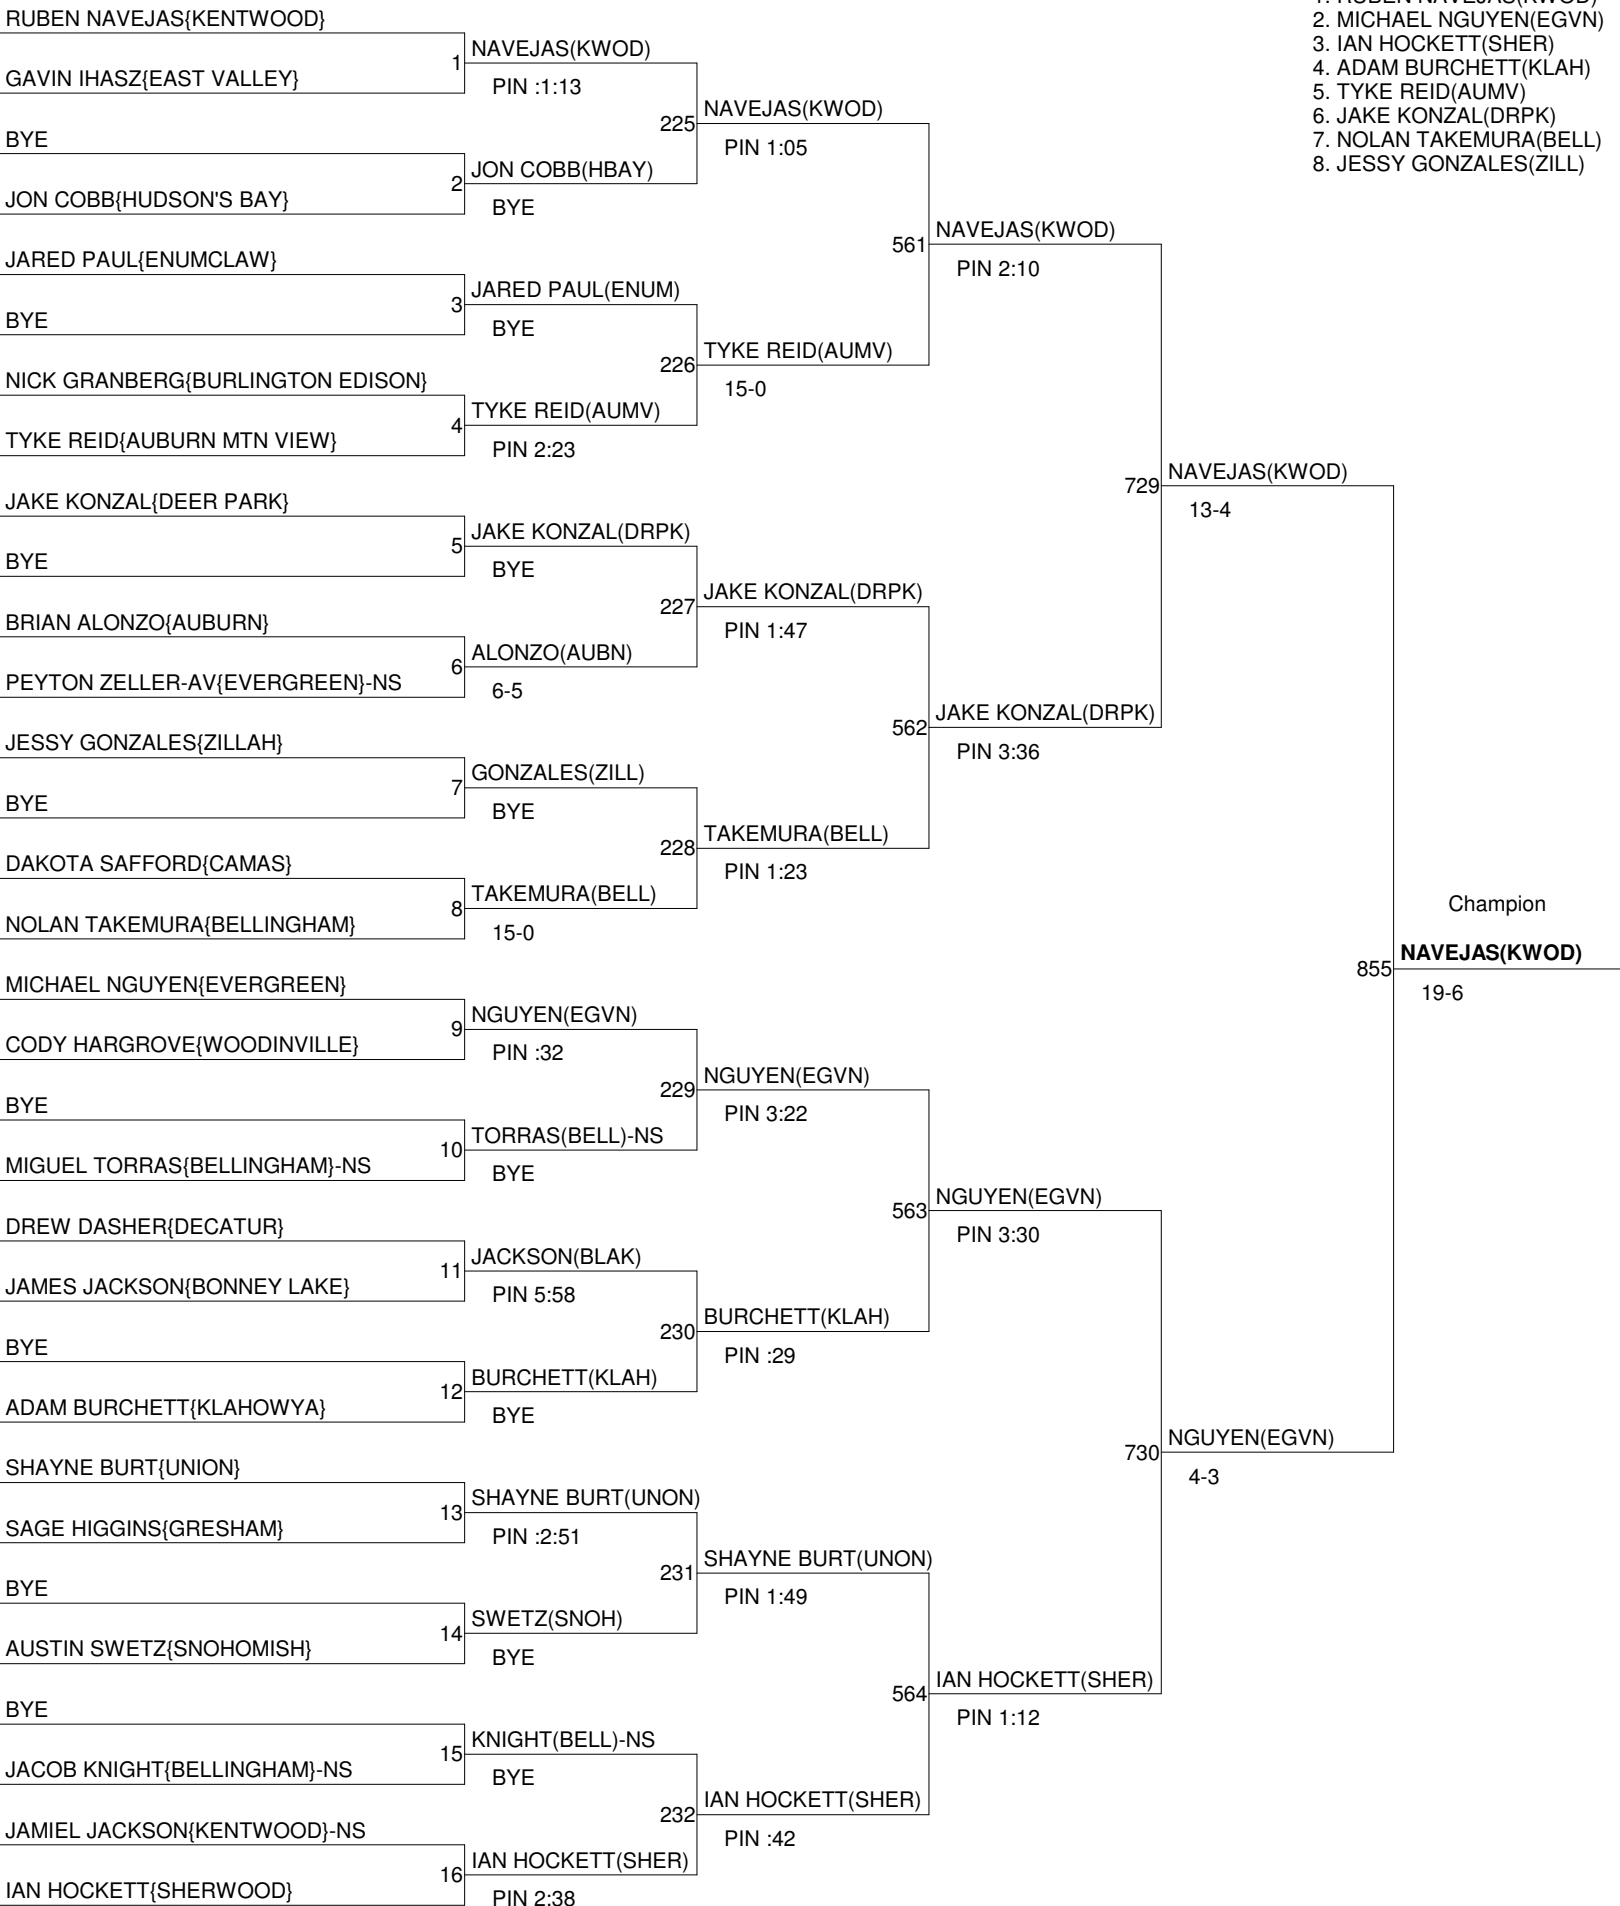 RUBEN NAVEJAS{KENTWOOD}
1
NAVEJAS(KWOD)
GAVIN IHASZ{EAST VALLEY}
PIN :1:13
225
NAVEJAS(KWOD)
PIN 1:05
BYE
2
JON COBB(HBAY)
JON COBB{HUDSON'S BAY}
BYE
561
NAVEJAS(KWOD)
PIN 2:10
JARED PAUL{ENUMCLAW}
3
JARED PAUL(ENUM)
BYE
BYE
226
TYKE REID(AUMV)
15-0
NICK GRANBERG{BURLINGTON EDISON}
4
TYKE REID(AUMV)
TYKE REID{AUBURN MTN VIEW}
PIN 2:23
729
NAVEJAS(KWOD)
13-4
JAKE KONZAL{DEER PARK}
5
JAKE KONZAL(DRPK)
BYE
BYE
227
JAKE KONZAL(DRPK)
PIN 1:47
BRIAN ALONZO{AUBURN}
6
ALONZO(AUBN)
PEYTON ZELLER-AV{EVERGREEN}-NS
6-5
562
JAKE KONZAL(DRPK)
PIN 3:36
JESSY GONZALES{ZILLAH}
7
GONZALES(ZILL)
BYE
BYE
228
TAKEMURA(BELL)
PIN 1:23
DAKOTA SAFFORD{CAMAS}
8
TAKEMURA(BELL)
NOLAN TAKEMURA{BELLINGHAM}
15-0
Champion
855
NAVEJAS(KWOD)
19-6
MICHAEL NGUYEN{EVERGREEN}
9
NGUYEN(EGVN)
CODY HARGROVE{WOODINVILLE}
PIN :32
229
NGUYEN(EGVN)
PIN 3:22
BYE
10
TORRAS(BELL)-NS
MIGUEL TORRAS{BELLINGHAM}-NS
BYE
563
NGUYEN(EGVN)
PIN 3:30
DREW DASHER{DECATUR}
11
JACKSON(BLAK)
JAMES JACKSON{BONNEY LAKE}
PIN 5:58
230
BURCHETT(KLAH)
PIN :29
BYE
12
BURCHETT(KLAH)
ADAM BURCHETT{KLAHOWYA}
BYE
730
NGUYEN(EGVN)
4-3
SHAYNE BURT{UNION}
13
SHAYNE BURT(UNON)
SAGE HIGGINS{GRESHAM}
PIN :2:51
231
SHAYNE BURT(UNON)
PIN 1:49
BYE
14
SWETZ(SNOH)
AUSTIN SWETZ{SNOHOMISH}
BYE
564
IAN HOCKETT(SHER)
PIN 1:12
BYE
15
KNIGHT(BELL)-NS
JACOB KNIGHT{BELLINGHAM}-NS
BYE
232
IAN HOCKETT(SHER)
PIN :42
JAMIEL JACKSON{KENTWOOD}-NS
16
IAN HOCKETT(SHER)
IAN HOCKETT{SHERWOOD}
PIN 2:38
1. RUBEN NAVEJAS(KWOD)
2. MICHAEL NGUYEN(EGVN)
3. IAN HOCKETT(SHER)
4. ADAM BURCHETT(KLAH)
5. TYKE REID(AUMV)
6. JAKE KONZAL(DRPK)
7. NOLAN TAKEMURA(BELL)
8. JESSY GONZALES(ZILL)